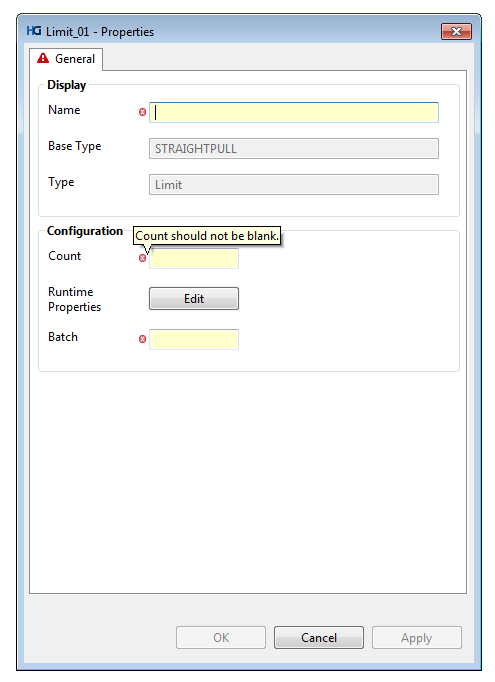 HG Limit_01 - Properties
General
Display
Name
Base Type STRAIGHTPULL
Type Limit
Configuration
Count should not be blank.
Count
Runtime
Properties
Edit
Batch
OK Cancel Apply